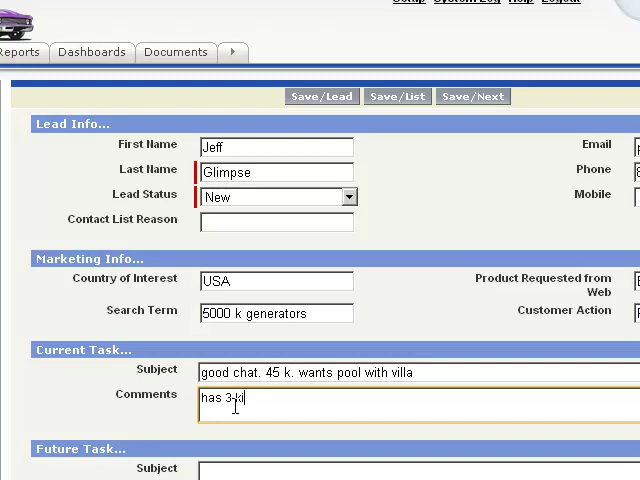 Setup System Log Help Logout
Reports Dashboards Documents
Save/Lead Save/List Save/Next
Lead Info...
First Name Jeff Email
Last Name Glimpse Phone
Lead Status New Mobile
Contact List Reason
Marketing Info...
Country of Interest USA Product Requested from Web
Search Term 5000 k generators Customer Action
Current Task...
Subject good chat. 45 k. wants pool with villa
Comments has 3 ki
Future Task...
Subject